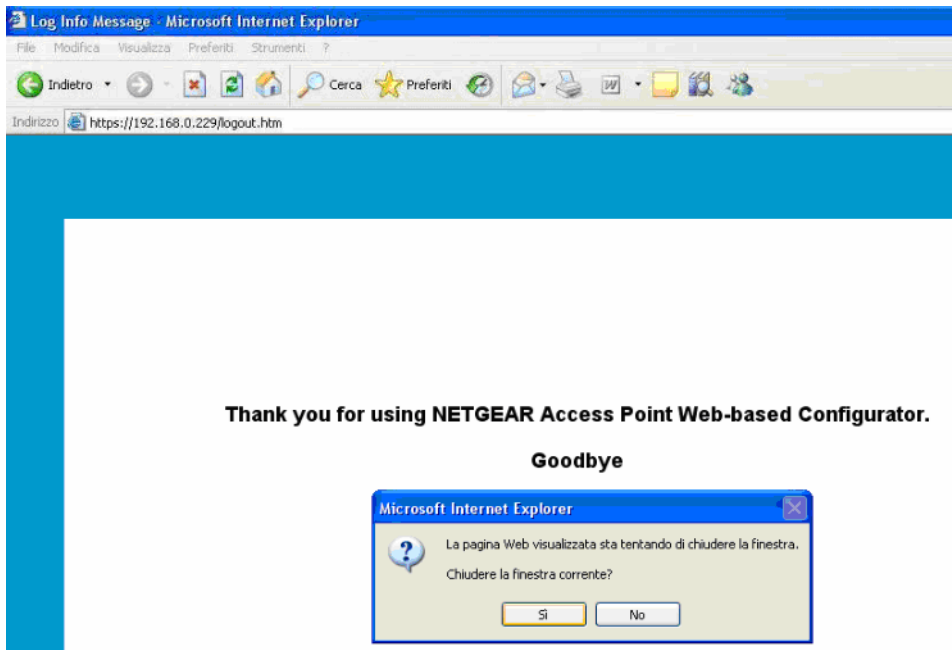 Log Info Message - Microsoft Internet Explorer
File Modifica Visualizza Preferiti Strumenti ?
Indietro Cerca Preferiti W
Indirizzo https://192.168.0.229/logout.htm
Thank you for using NETGEAR Access Point Web-based Configurator.
Goodbye
Microsoft Internet Explorer
La pagina Web visualizzata sta tentando di chiudere la finestra.
Chiudere la finestra corrente?
Sì No